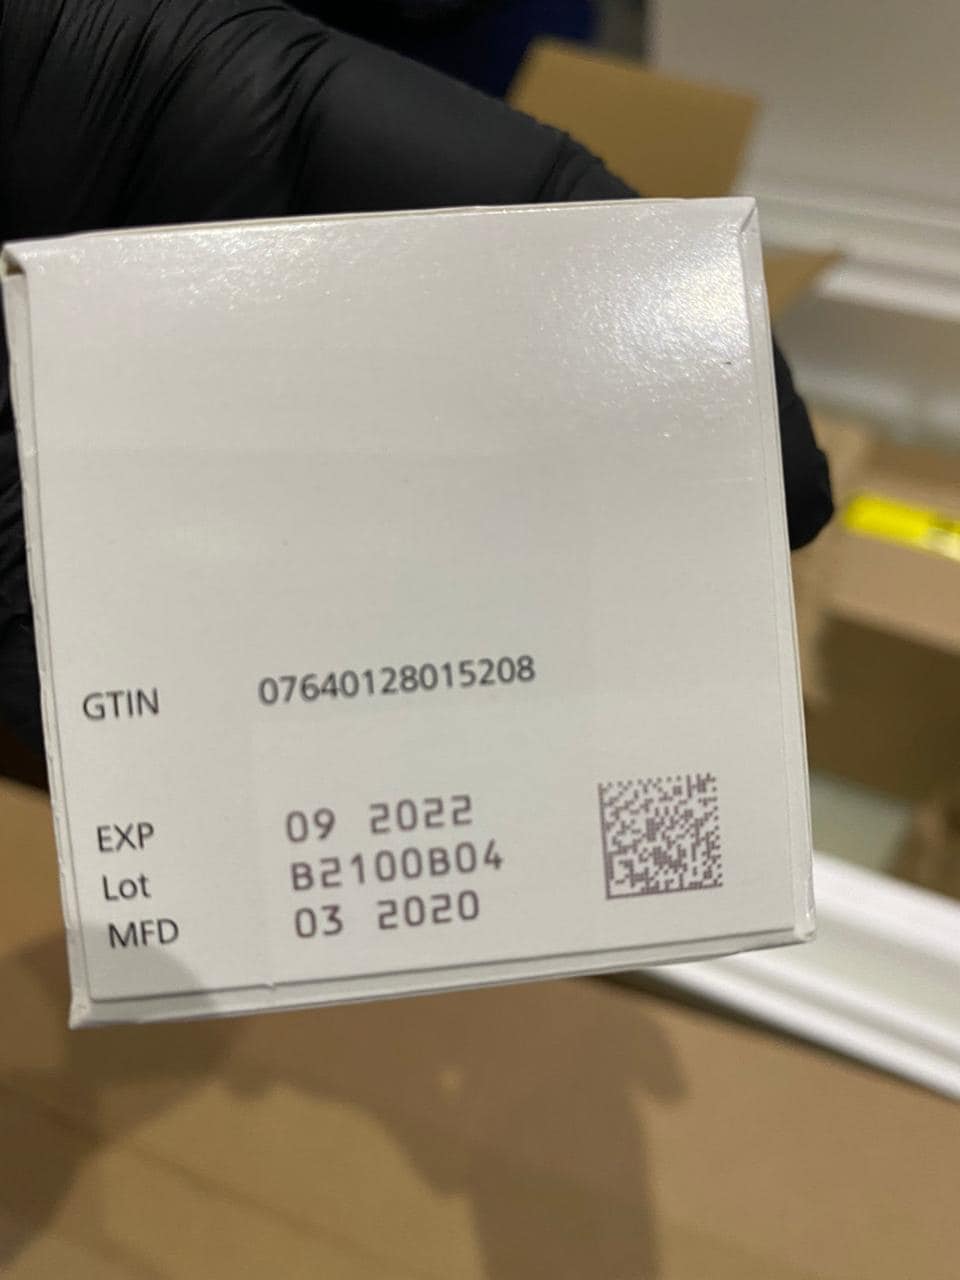 GTIN 07640128015208
EXP 09 2022
Lot B2100B04
MFD 03 2020